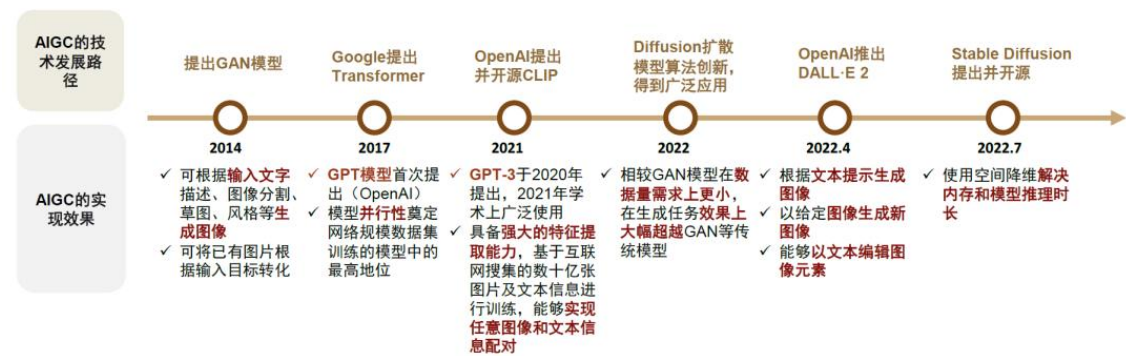 AIGC的技
术发展路
径
提出GAN模型
Google提出
Transformer
OpenAI提出
并开源CLIP
Diffusion扩散
模型算法创新，
得到广泛应用
OpenAI推出
DALL·E 2
Stable Diffusion
提出并开源
2014
2017
2021
2022
2022.4
2022.7
AIGC的实
现效果
✓ 可根据输入文字
描述、图像分割、
草图、风格等生
成图像
✓ 可将已有图片根
据输入目标转化
✓ GPT模型首次提
出（OpenAI）
✓ 模型并行性奠定
网络规模数据集
训练的模型中的
最高地位
✓ GPT-3于2020年
提出，2021年学
术上广泛使用
✓ 具备强大的特征提
取能力，基于互联
网搜集的数十亿张
图片及文本信息进
行训练，能够实现
任意图像和文本信
息配对
✓ 相较GAN模型在数
据量需求上更小，
在生成任务效果上
大幅超越GAN等传
统模型
✓ 根据文本提示生成
图像
✓ 以给定图像生成新
图像
✓ 能够以文本编辑图
像元素
✓ 使用空间降维解决
内存和模型推理时
长